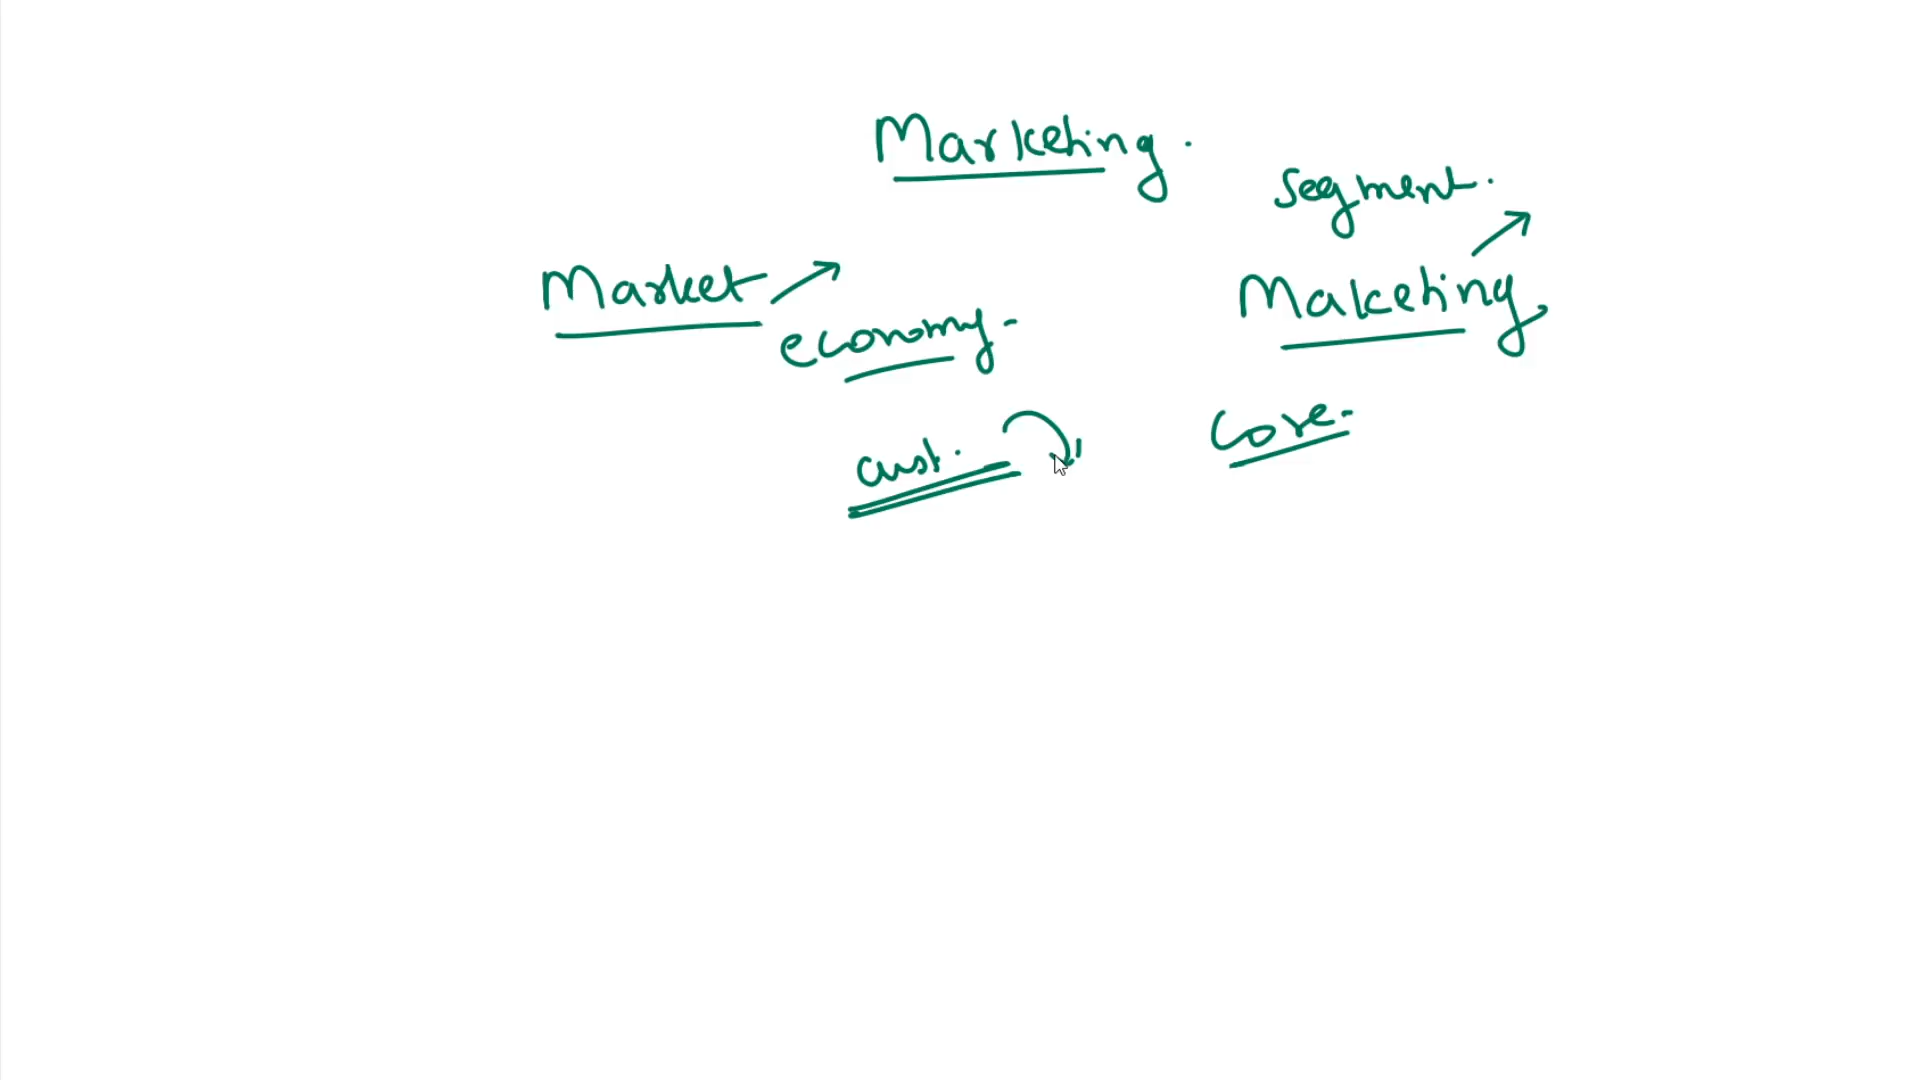 Marketing.
segment.
Market
Maketing
economy-
Core-
cust.